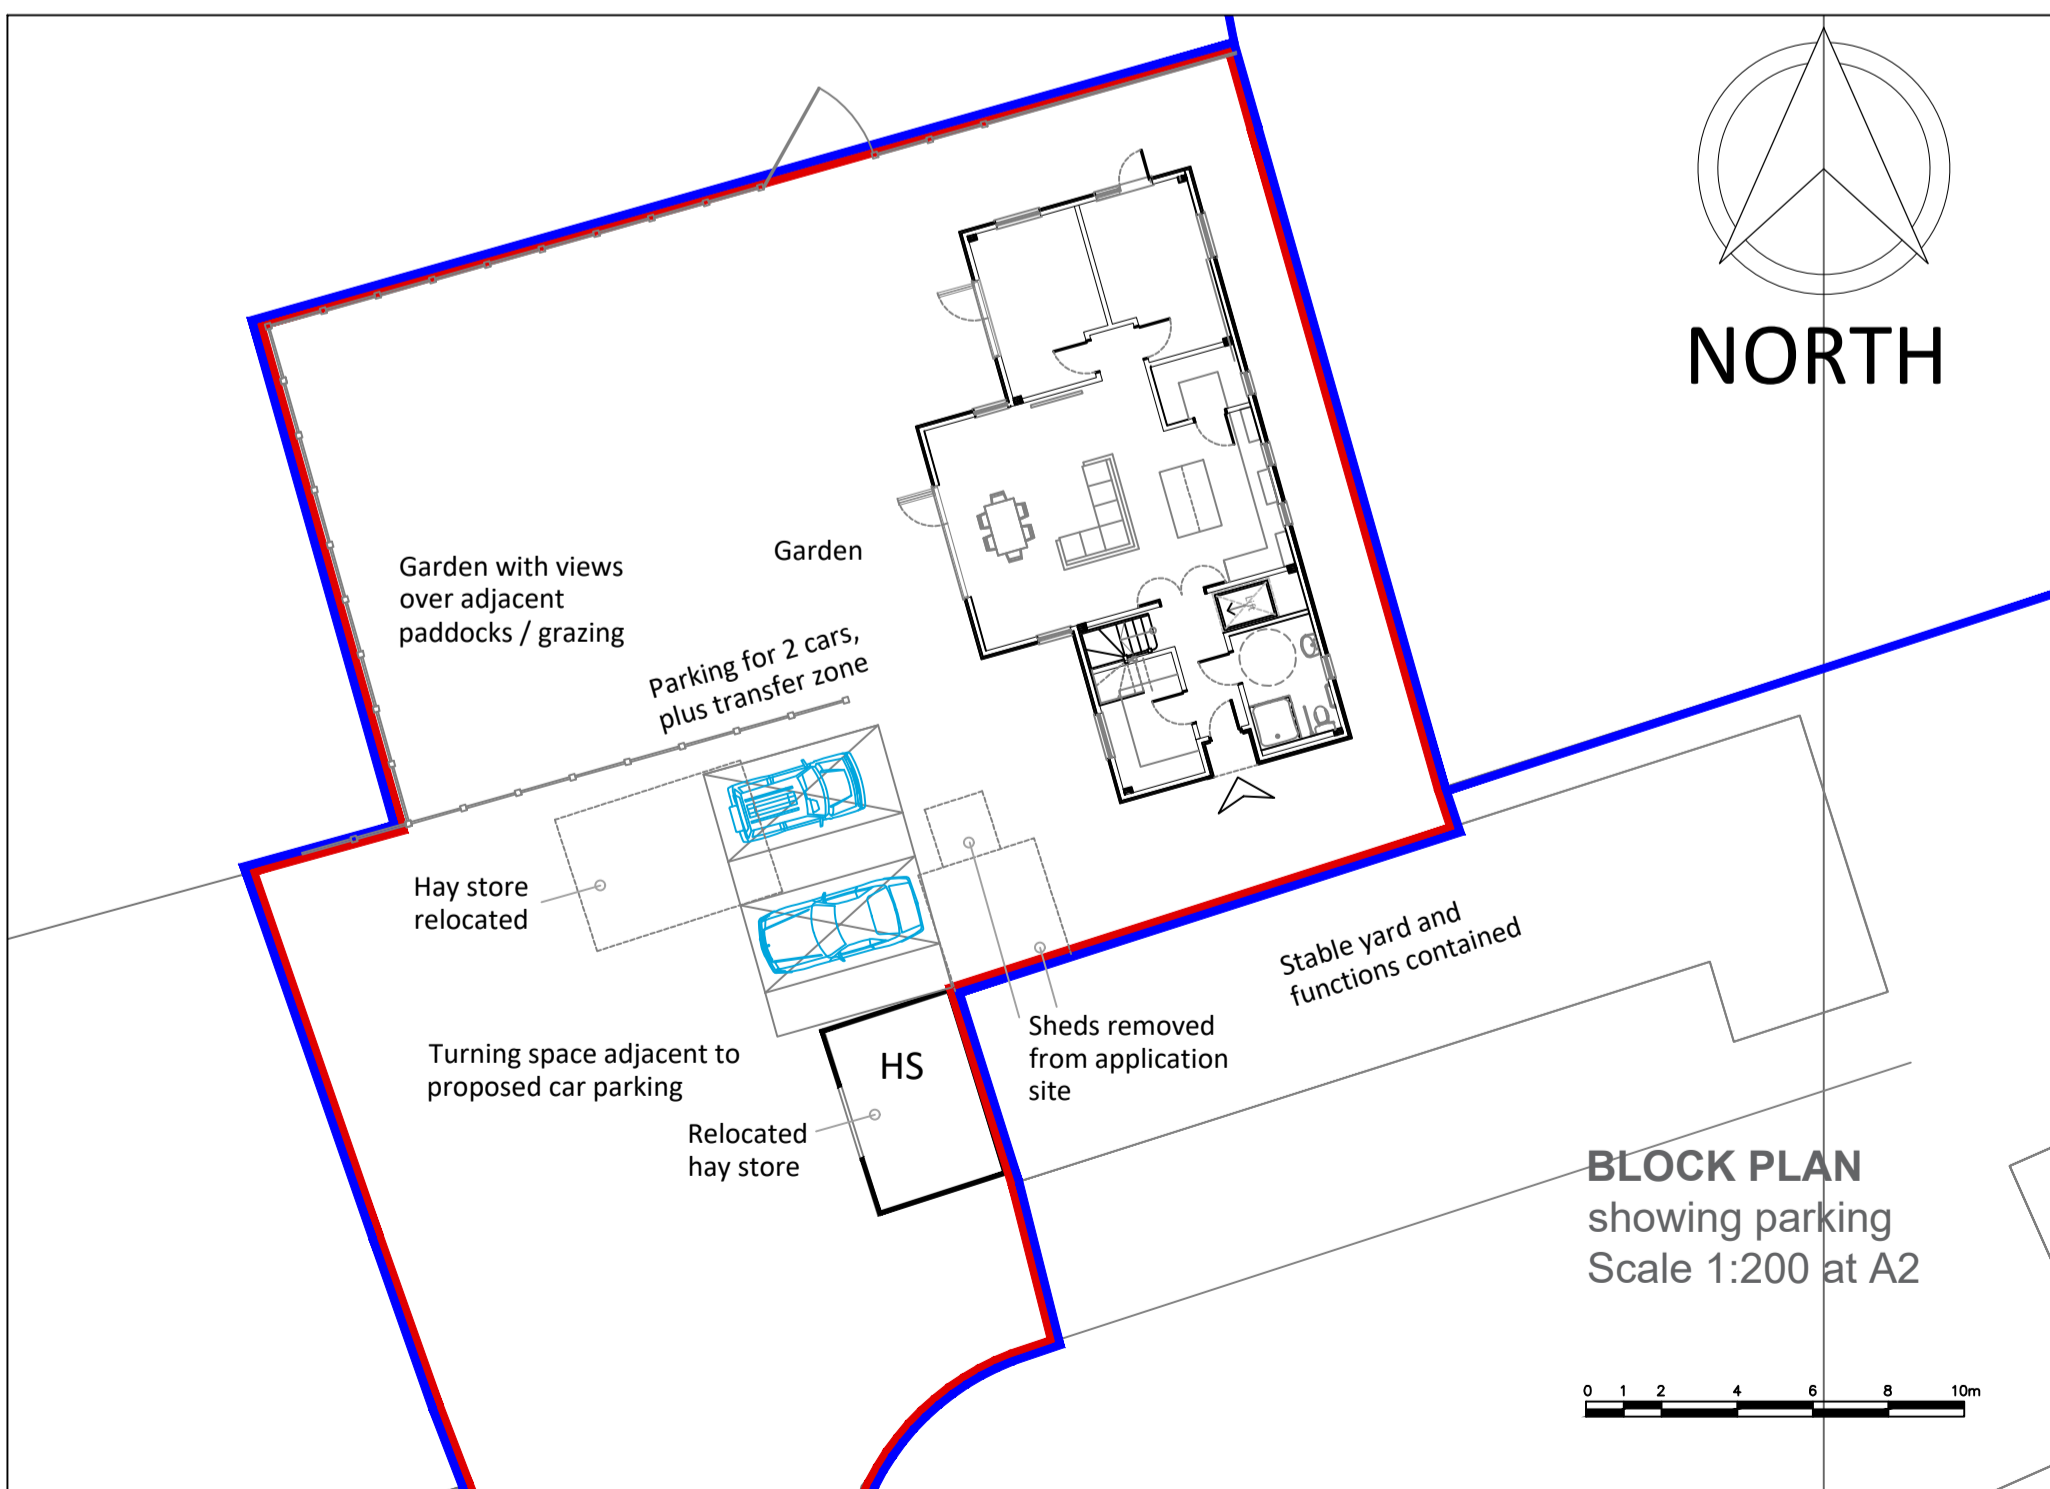 NORTH
Garden
Garden with views
over adjacent
paddocks / grazing
Parking for 2 cars,
plus transfer zone
Hay store
relocated
Stable yard and
functions contained
Sheds removed
from application
site
Turning space adjacent to
proposed car parking
HS
Relocated
hay store
BLOCK PLAN
showing parking
Scale 1:200 at A2
0 1 2 4 6 8 10m